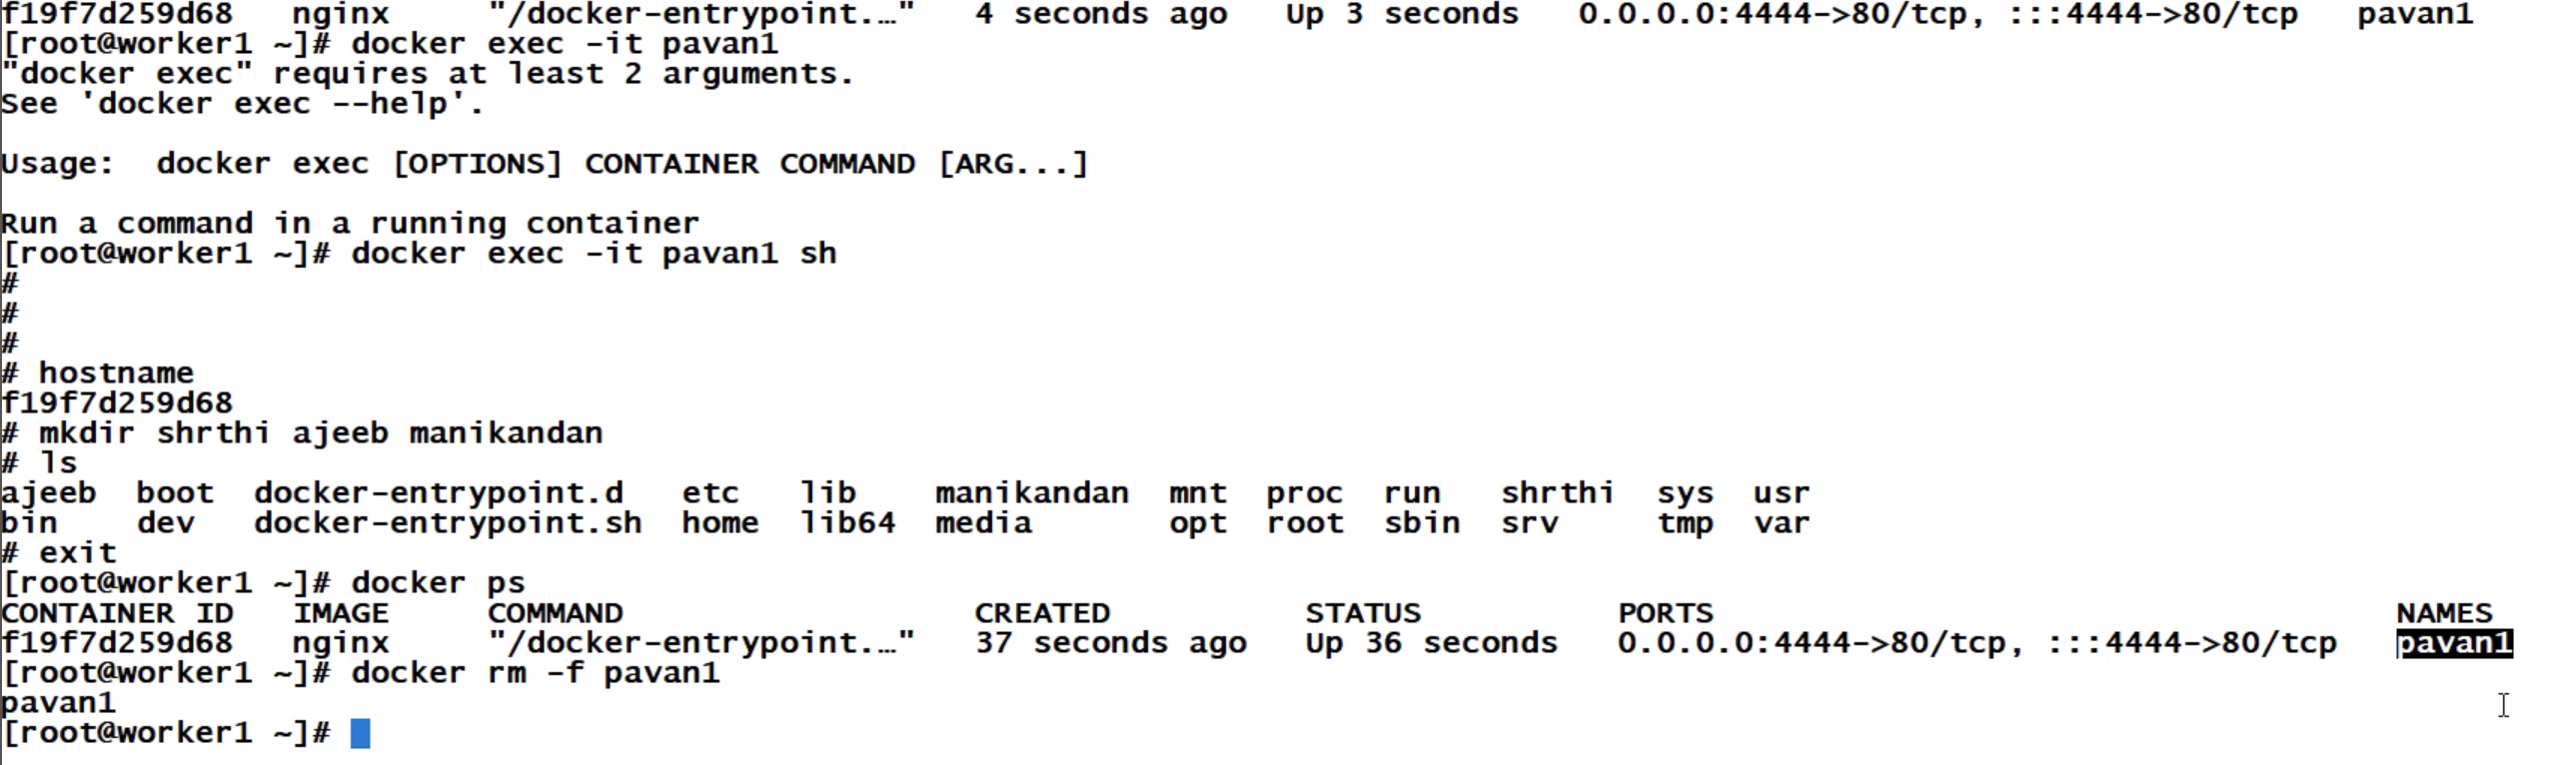 f19f7d259d68   nginx     "/docker-entrypoint.…"   4 seconds ago   Up 3 seconds   0.0.0.0:4444->80/tcp, :::4444->80/tcp   pavan1
[root@worker1 ~]# docker exec -it pavan1
"docker exec" requires at least 2 arguments.
See 'docker exec --help'.
Usage:  docker exec [OPTIONS] CONTAINER COMMAND [ARG...]
Run a command in a running container
[root@worker1 ~]# docker exec -it pavan1 sh
#
#
#
# hostname
f19f7d259d68
# mkdir shrthi ajeeb manikandan
# ls
ajeeb  boot  docker-entrypoint.d   etc   lib    manikandan  mnt  proc  run   shrthi  sys  usr
bin    dev   docker-entrypoint.sh  home  lib64  media       opt  root  sbin  srv     tmp  var
# exit
[root@worker1 ~]# docker ps
CONTAINER ID   IMAGE     COMMAND                  CREATED          STATUS          PORTS                                   NAMES
f19f7d259d68   nginx     "/docker-entrypoint.…"   37 seconds ago   Up 36 seconds   0.0.0.0:4444->80/tcp, :::4444->80/tcp   pavan1
[root@worker1 ~]# docker rm -f pavan1
pavan1
[root@worker1 ~]#